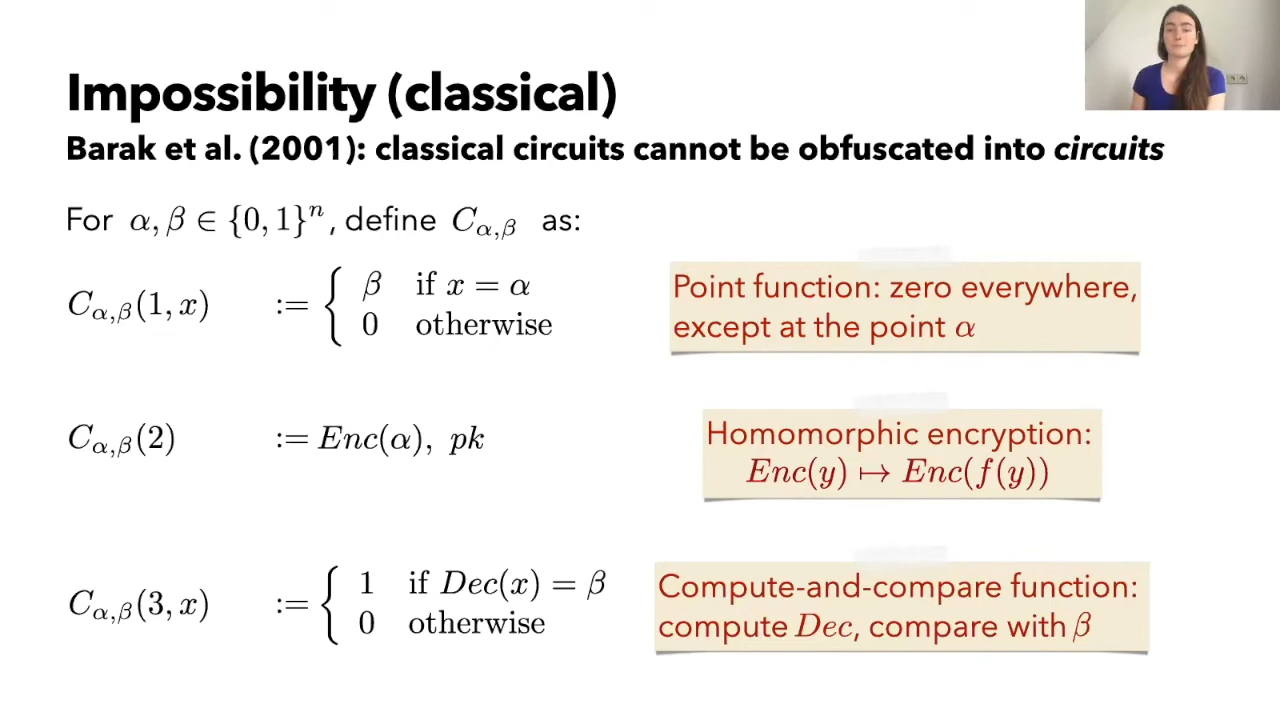 Impossibility (classical)
Barak et al. (2001): classical circuits cannot be obfuscated into circuits
For α, β ∈ {0, 1}ⁿ, define C_{α,β} as:
C_{α,β}(1, x) := { β if x = α
0 otherwise
Point function: zero everywhere,
except at the point α
C_{α,β}(2) := Enc(α), pk
Homomorphic encryption:
Enc(y) ↦ Enc(f(y))
C_{α,β}(3, x) := { 1 if Dec(x) = β
0 otherwise
Compute-and-compare function:
compute Dec, compare with β